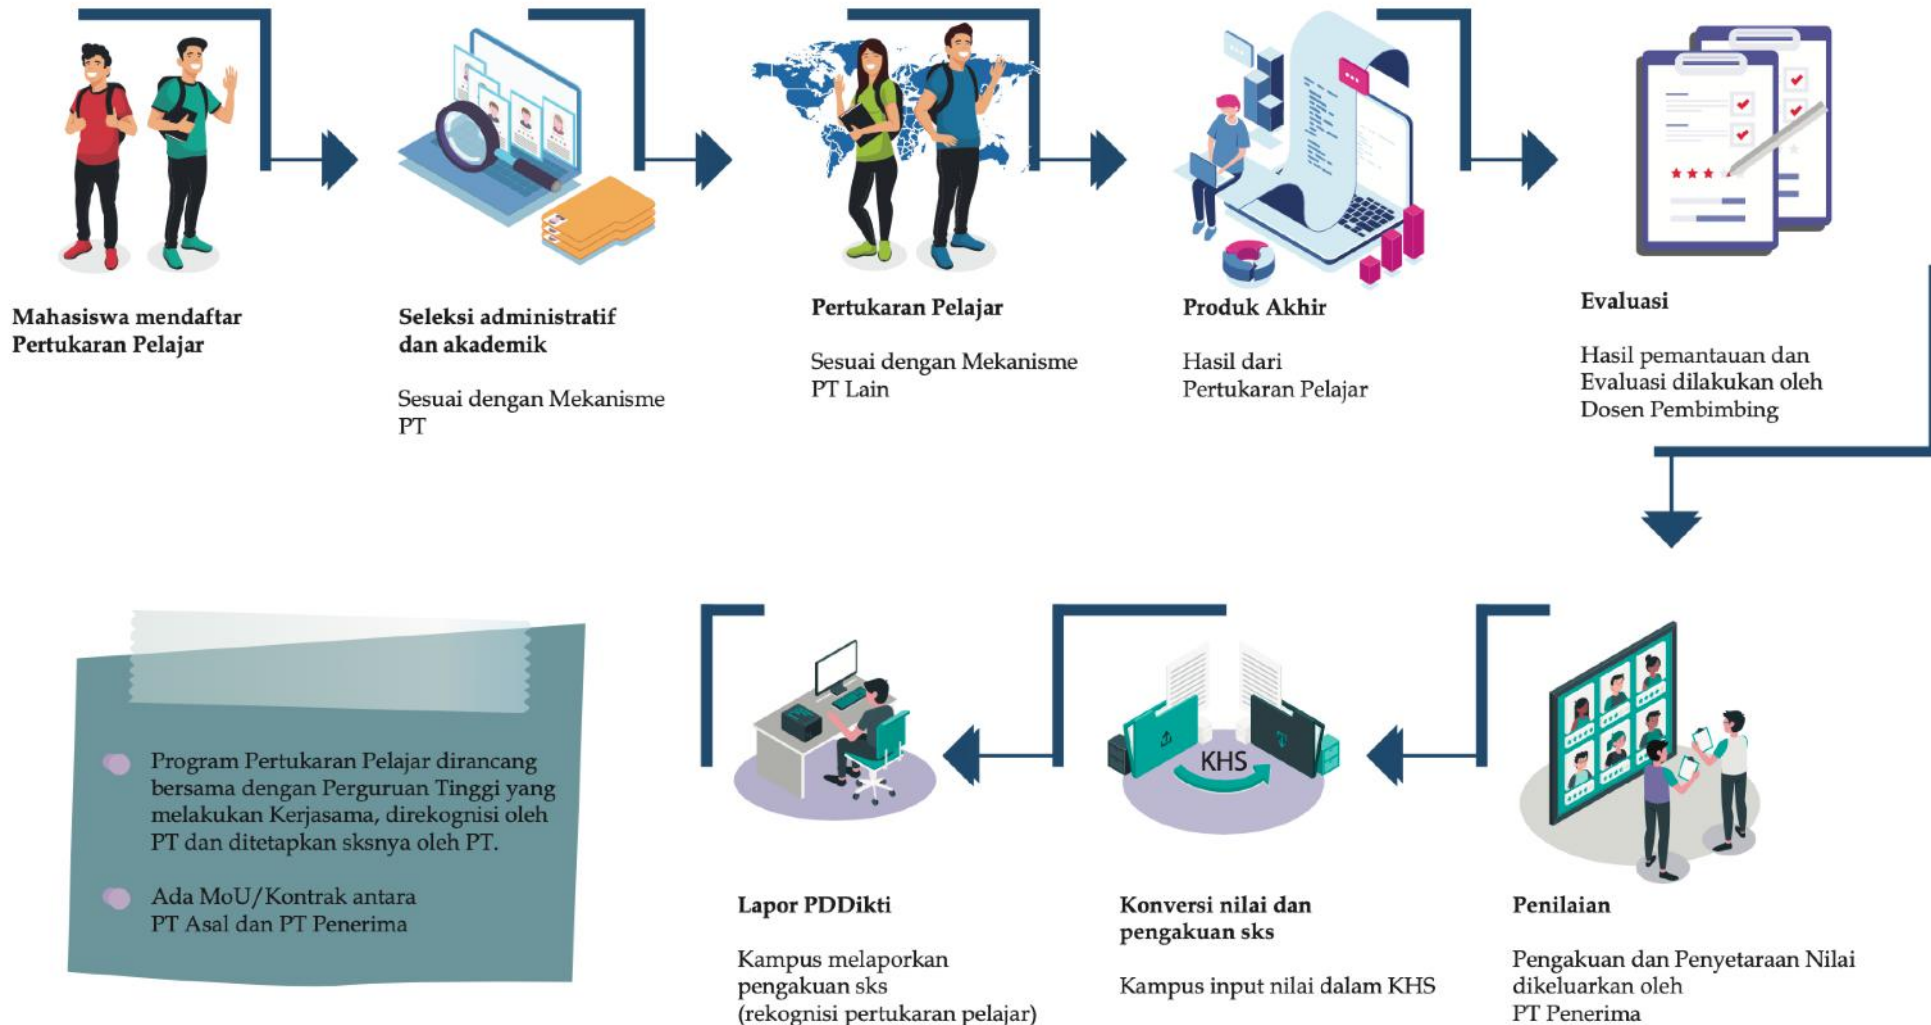 Mahasiswa mendaftar
Pertukaran Pelajar
Seleksi administratif
dan akademik
Sesuai dengan Mekanisme
PT
Pertukaran Pelajar
Sesuai dengan Mekanisme
PT Lain
Produk Akhir
Hasil dari
Pertukaran Pelajar
Evaluasi
Hasil pemantauan dan
Evaluasi dilakukan oleh
Dosen Pembimbing
Penilaian
Pengakuan dan Penyetaraan Nilai
dikeluarkan oleh
PT Penerima
KHS
Konversi nilai dan
pengakuan sks
Kampus input nilai dalam KHS
Lapor PDDikti
Kampus melaporkan
pengakuan sks
(rekognisi pertukaran pelajar)
Program Pertukaran Pelajar dirancang
bersama dengan Perguruan Tinggi yang
melakukan Kerjasama, direkognisi oleh
PT dan ditetapkan sksnya oleh PT.
Ada MoU/Kontrak antara
PT Asal dan PT Penerima